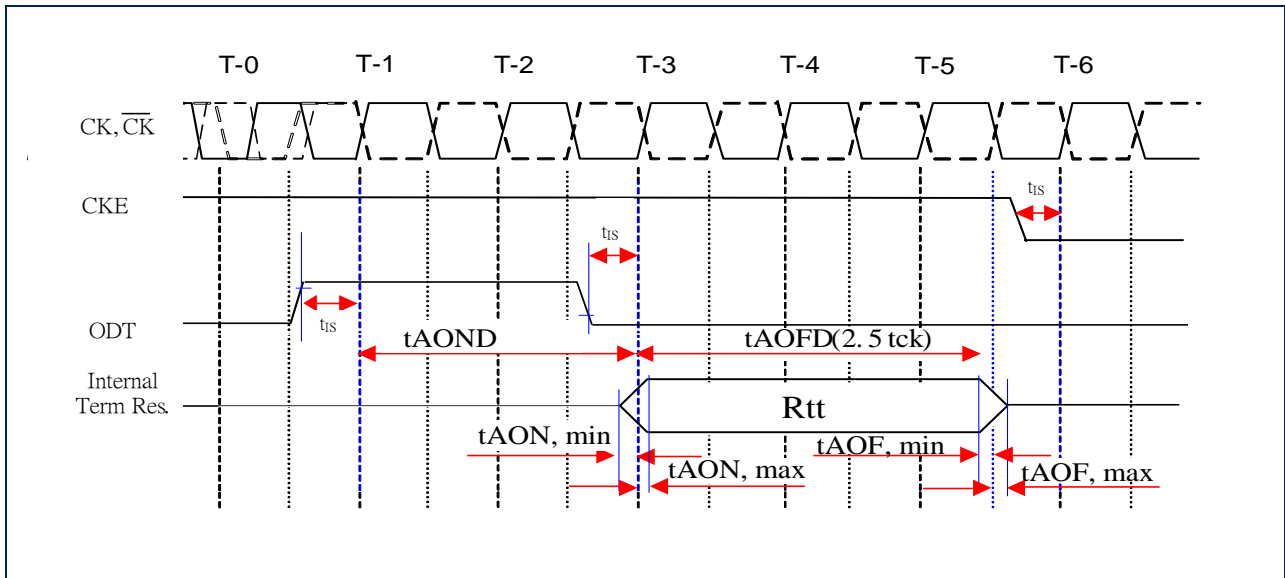 T-0 T-1 T-2 T-3 T-4 T-5 T-6
CK, CK
CKE
tIS
tIS
ODT
tIS
tAOND
tAOFD(2. 5 tck)
Internal
Term Res.
Rtt
tAON, min
tAOF, min
tAON, max
tAOF, max